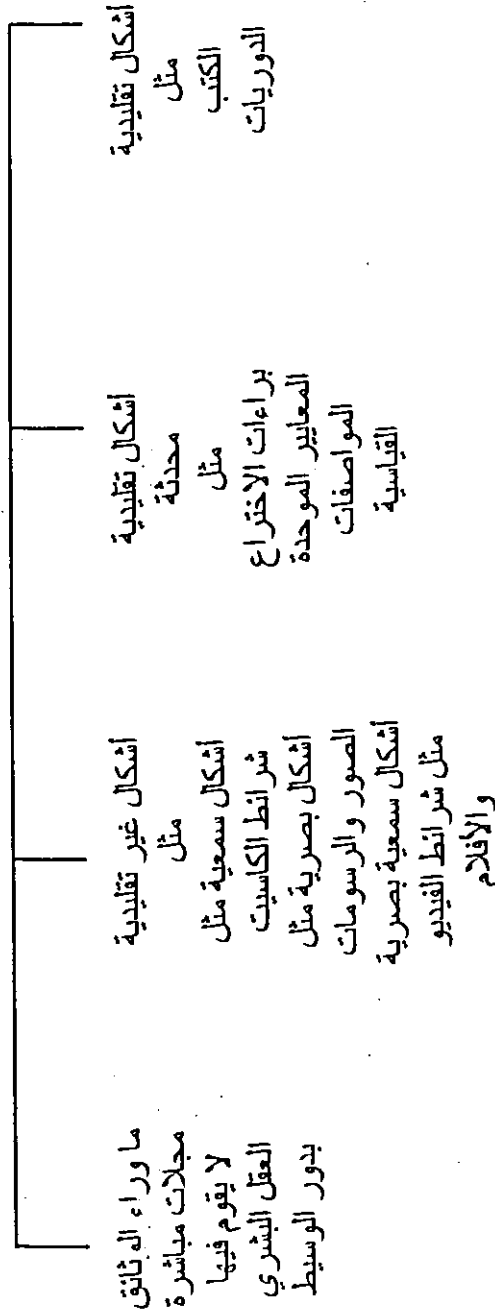 أشكال تقليدية
مثل
الكتب
الدوريات
أشكال تقليدية
محدثة
مثل
براءات الاختراع
المعايير الموحدة
المواصفات
القياسية
أشكال غير تقليدية
مثل
أشكال سمعية مثل
شرائط الكاسيت
أشكال بصرية مثل
الصور والرسومات
أشكال سمعية بصرية
مثل شرائط الفيديو
والأفلام
ما وراء الوثائق
مجلات مباشرة
لا يقوم فيها
العقل البشري
بدور الوسيط